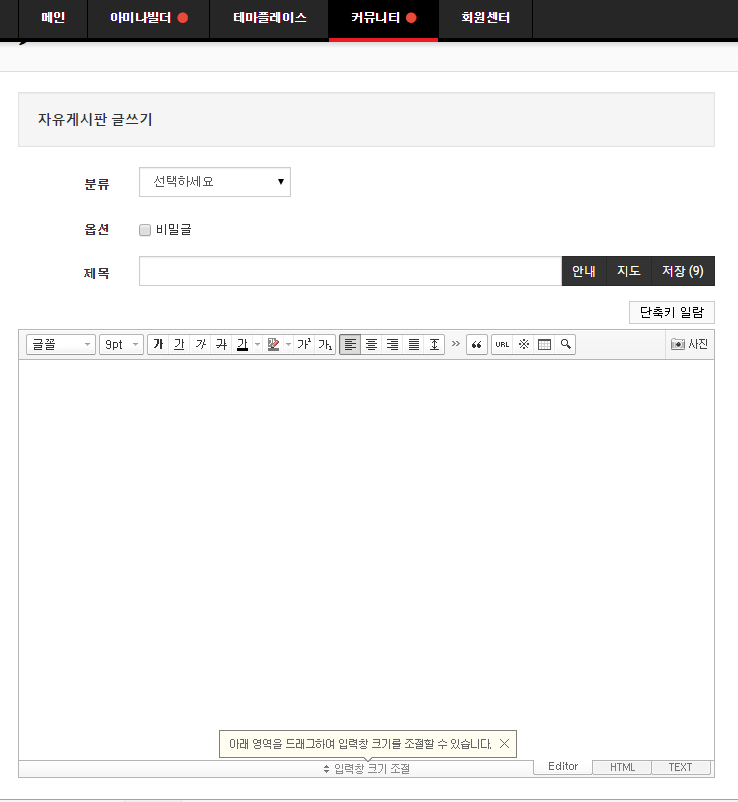 메인 아미나빌더 테마플레이스 커뮤니티 회원센터
자유게시판 글쓰기
분류 선택하세요
옵션 비밀글
제목 안내 지도 저장 (9)
단축키 일람
글꼴 9pt 가 가 가 가 가 가 가¹ 가₁ URL 사진
아래 영역을 드래그하여 입력창 크기를 조절할 수 있습니다.
입력창 크기 조절 Editor HTML TEXT